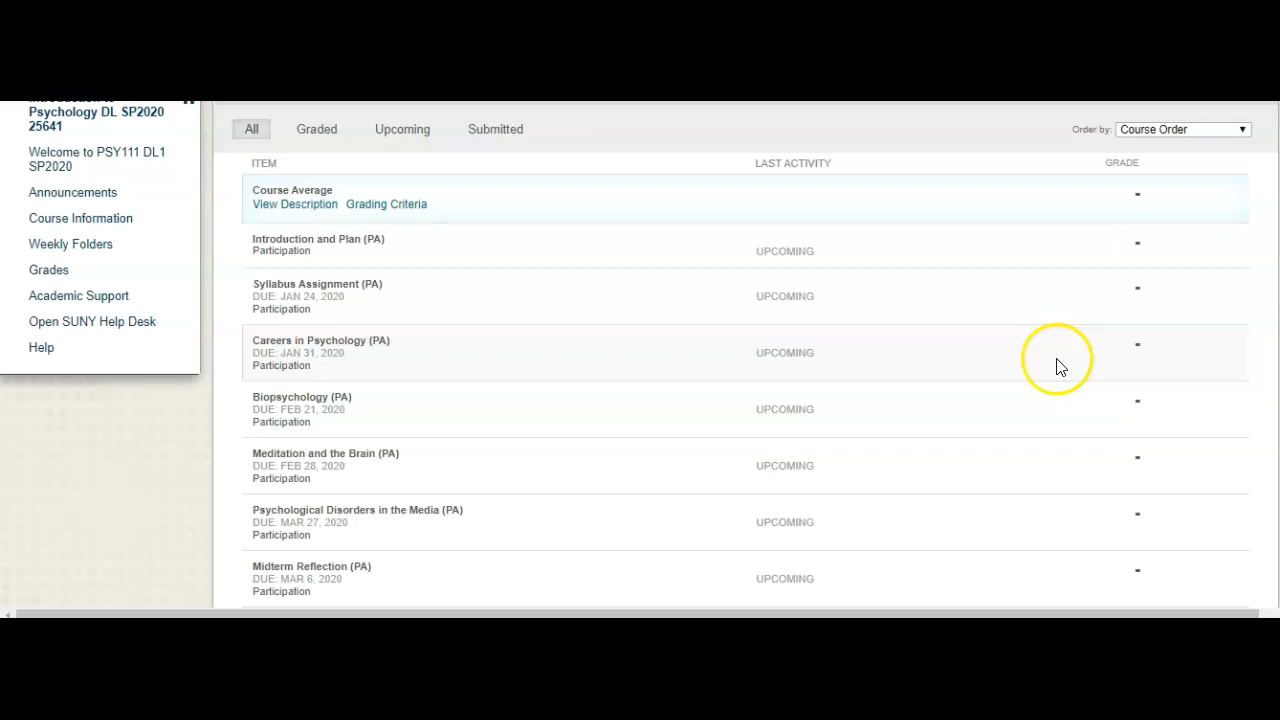 Psychology DL SP2020
25641
Welcome to PSY111 DL1
SP2020
Announcements
Course Information
Weekly Folders
Grades
Academic Support
Open SUNY Help Desk
Help
All Graded Upcoming Submitted Order by: Course Order
ITEM LAST ACTIVITY GRADE
Course Average -
View Description Grading Criteria
Introduction and Plan (PA) -
Participation UPCOMING
Syllabus Assignment (PA) -
DUE: JAN 24, 2020 UPCOMING
Participation
Careers in Psychology (PA) -
DUE: JAN 31, 2020 UPCOMING
Participation
Biopsychology (PA) -
DUE: FEB 21, 2020 UPCOMING
Participation
Meditation and the Brain (PA) -
DUE: FEB 28, 2020 UPCOMING
Participation
Psychological Disorders in the Media (PA) -
DUE: MAR 27, 2020 UPCOMING
Participation
Midterm Reflection (PA) -
DUE: MAR 6, 2020 UPCOMING
Participation